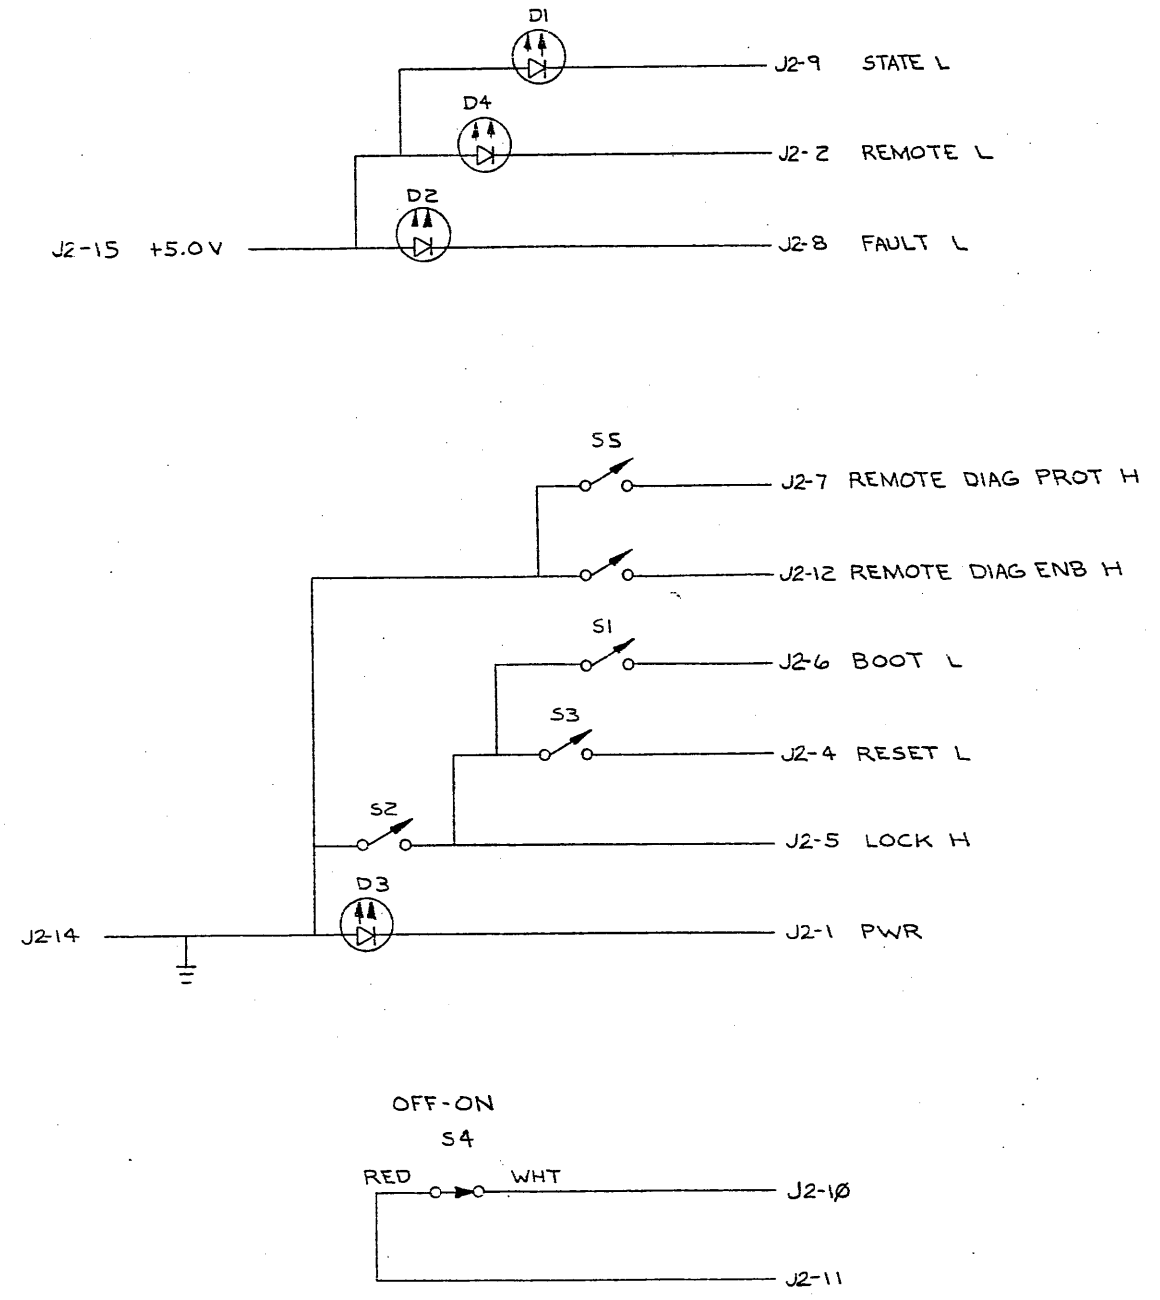 D1
J2-9 STATE L
D4
J2-2 REMOTE L
D2
J2-15 +5.0V
J2-8 FAULT L
S5
J2-7 REMOTE DIAG PROT H
J2-12 REMOTE DIAG ENB H
S1
J2-6 BOOT L
S3
J2-4 RESET L
S2
J2-5 LOCK H
D3
J2-14
J2-1 PWR
OFF-ON
S4
RED
WHT
J2-1Ø
J2-11